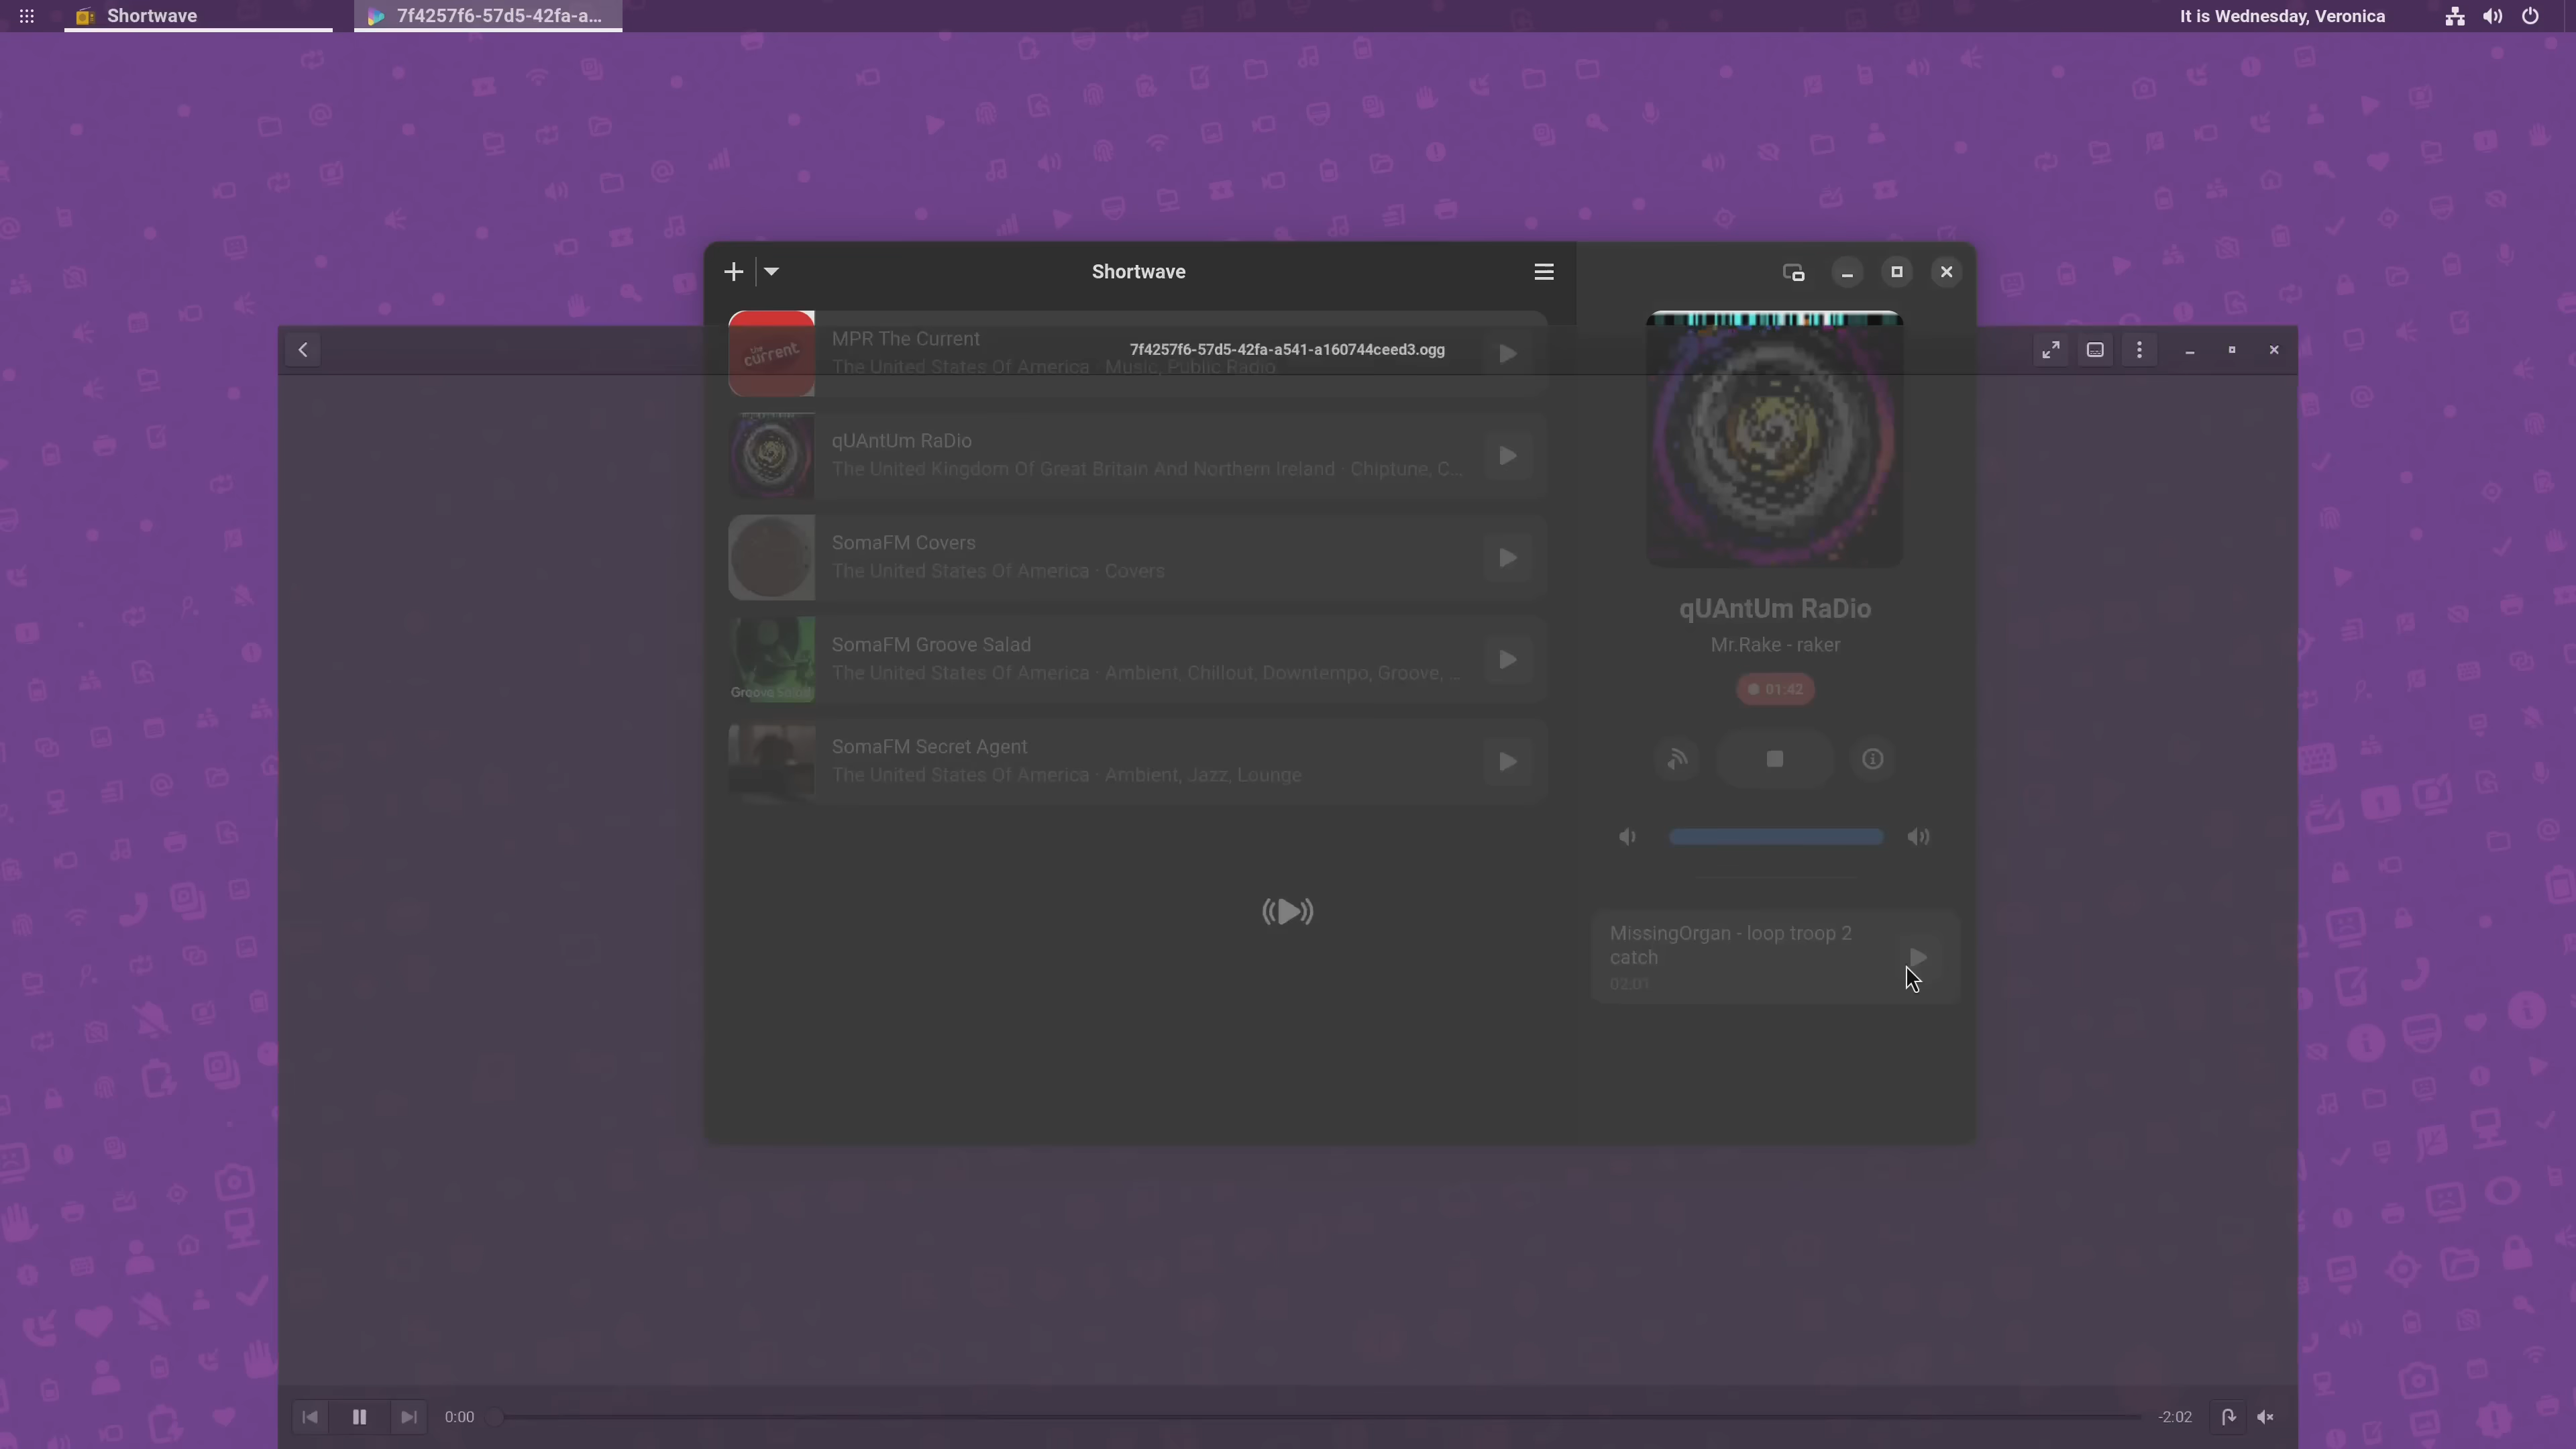 Shortwave
7f4257f6-57d5-42fa-a...
It is Wednesday, Veronica
Shortwave
7f4257f6-57d5-42fa-a541-a160744ceed3.ogg
the current
MPR The Current
The United States Of America · Music, Public Radio
qUAntUm RaDio
The United Kingdom Of Great Britain And Northern Ireland · Chiptune, C...
SomaFM Covers
The United States Of America · Covers
Groove Salad
SomaFM Groove Salad
The United States Of America · Ambient, Chillout, Downtempo, Groove, ...
SomaFM Secret Agent
The United States Of America · Ambient, Jazz, Lounge
qUAntUm RaDio
Mr.Rake - raker
01:42
MissingOrgan - loop troop 2
catch
02:01
0:00
-2:02